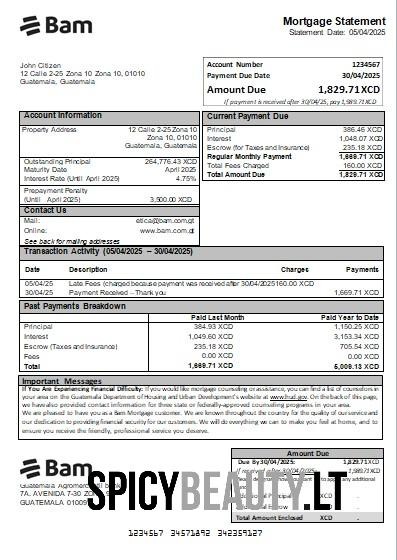 Bam
Mortgage Statement
Statement Date: 05/04/2025
John Citizen
12 Calle 2-25 Zona 10 Zona 10, 01010
Guatemala, Guatemala
Account Number 1234567
Payment Due Date 30/04/2025
Amount Due 1,829.71 XCD
If payment is received after 30/04/25, pay 1,989.71XCD
Account Information
Property Address 12 Calle 2-25 Zona 10
Zona 10, 01010
Guatemala, Guatemala
Outstanding Principal 264,776.43 XCD
Maturity Date April 2025
Interest Rate (Until April 2025) 4.75%
Prepayment Penalty
(Until April 2025) 3,500.00 XCD
Contact Us
Mail: etica@bam.com.gt
Online: www.bam.com.gt
See back for mailing addresses
Current Payment Due
Principal 386.46 XCD
Interest 1,048.07 XCD
Escrow (for Taxes and Insurance) 235.18 XCD
Regular Monthly Payment 1,669.71 XCD
Total Fees Charged 160.00 XCD
Total Amount Due 1,829.71 XCD
Transaction Activity (05/04/2025 – 30/04/2025)
Date Description Charges Payments
05/04/25 Late Fees (charged because payment was received after 30/04/2025160.00 XCD
30/04/25 Payment Received – Thank you 1,669.71 XCD
Past Payments Breakdown
Paid Last Month Paid Year to Date
Principal 384.93 XCD 1,150.25 XCD
Interest 1,049.60 XCD 3,153.34 XCD
Escrow (Taxes and Insurance) 235.18 XCD 705.54 XCD
Fees 0.00 XCD 0.00 XCD
Total 1,669.71 XCD 5,009.13 XCD
Important Messages
If You Are Experiencing Financial Difficulty: If you would like mortgage counseling or assistance, you can find a list of counselors in
your area on the Guatemala Department of Housing and Urban Development's website at www.hud.gov. On the back of this page,
we have also provided contact information for state- or federally-approved counseling programs in your area.
We are pleased to have you as a Bam Mortgage customer. We are known throughout the country for the quality of our service and
our dedication to providing financial security for our customers. We will do everything we can to make you feel at home, and to
ensure you receive the friendly, professional service you deserve.
Bam
Guatemala Agromercantil bank
7A. AVENIDA 7-30 ZONA 9
GUATEMALA 01009
Amount Due
Due By 30/04/2025: 1,829.71XCD
If received after 30/04/25: 1,989.71XCD
Principal XCD .
XCD .
Total Amount Enclosed XCD .
SPICYBEAUTY.LT
1234567 34571892 342359127